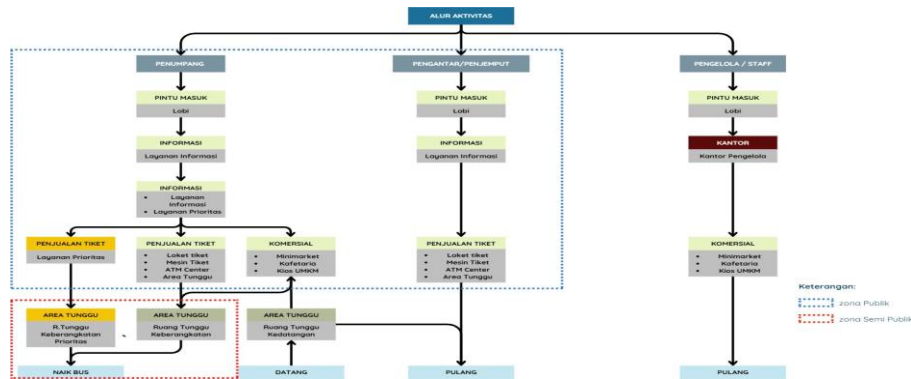 ALUR AKTIVITAS
PENUMPANG
PENGANTAR/PENJEMPUT
PENGELOLA / STAFF
PINTU MASUK
Lobi
PINTU MASUK
Lobi
PINTU MASUK
Lobi
INFORMASI
Layanan Informasi
INFORMASI
Layanan Informasi
KANTOR
Kantor Pengelola
INFORMASI
• Layanan
Informasi
• Layanan Prioritas
PENJUALAN TIKET
Layanan Prioritas
PENJUALAN TIKET
• Loket tiket
• Mesin Tiket
• ATM Center
• Area Tunggu
KOMERSIAL
• Minimarket
• Kafetaria
• Kios UMKM
PENJUALAN TIKET
• Loket tiket
• Mesin Tiket
• ATM Center
• Area Tunggu
KOMERSIAL
• Minimarket
• Kafetaria
• Kios UMKM
Keterangan:
zona Publik
zona Semi Publik
AREA TUNGGU
R.Tunggu
Keberangkatan
Prioritas
AREA TUNGGU
Ruang Tunggu
Keberangkatan
AREA TUNGGU
Ruang Tunggu
Kedatangan
NAIK BUS
DATANG
PULANG
PULANG